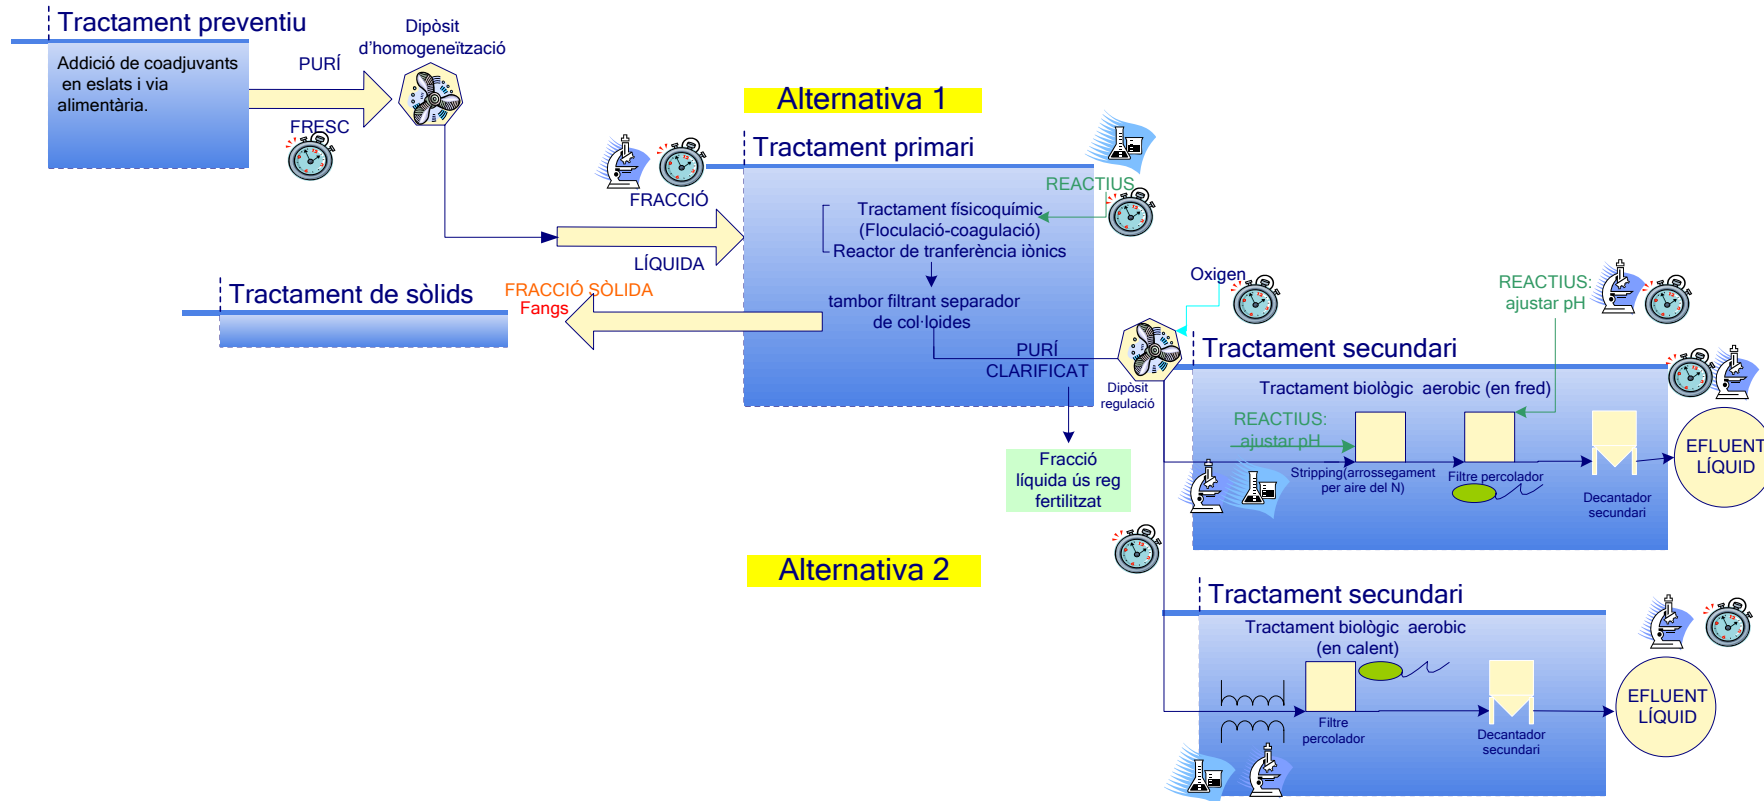 Tractament preventiu
Addició de coadjuvants
en eslats i via
alimentària.
PURÍ
FRESC
Dipòsit
d'homogeneïtzació
Alternativa 1
Tractament primari
FRACCIÓ
LÍQUIDA
REACTIUS
Tractament físicoquímic
(Floculació-coagulació)
Reactor de tranferència iònics
tambor filtrant separador
de col·loides
Tractament de sòlids
FRACCIÓ SÒLIDA
Fangs
PURÍ
CLARIFICAT
Fracció
líquida ús reg
fertilitzat
Oxigen
Dipòsit
regulació
REACTIUS:
ajustar pH
Tractament secundari
Tractament biològic aerobic (en fred)
REACTIUS:
ajustar pH
Stripping(arrossegament
per aire del N)
Filtre percolador
Decantador
secundari
EFLUENT
LÍQUID
Alternativa 2
Tractament secundari
Tractament biològic aerobic
(en calent)
Filtre
percolador
Decantador
secundari
EFLUENT
LÍQUID